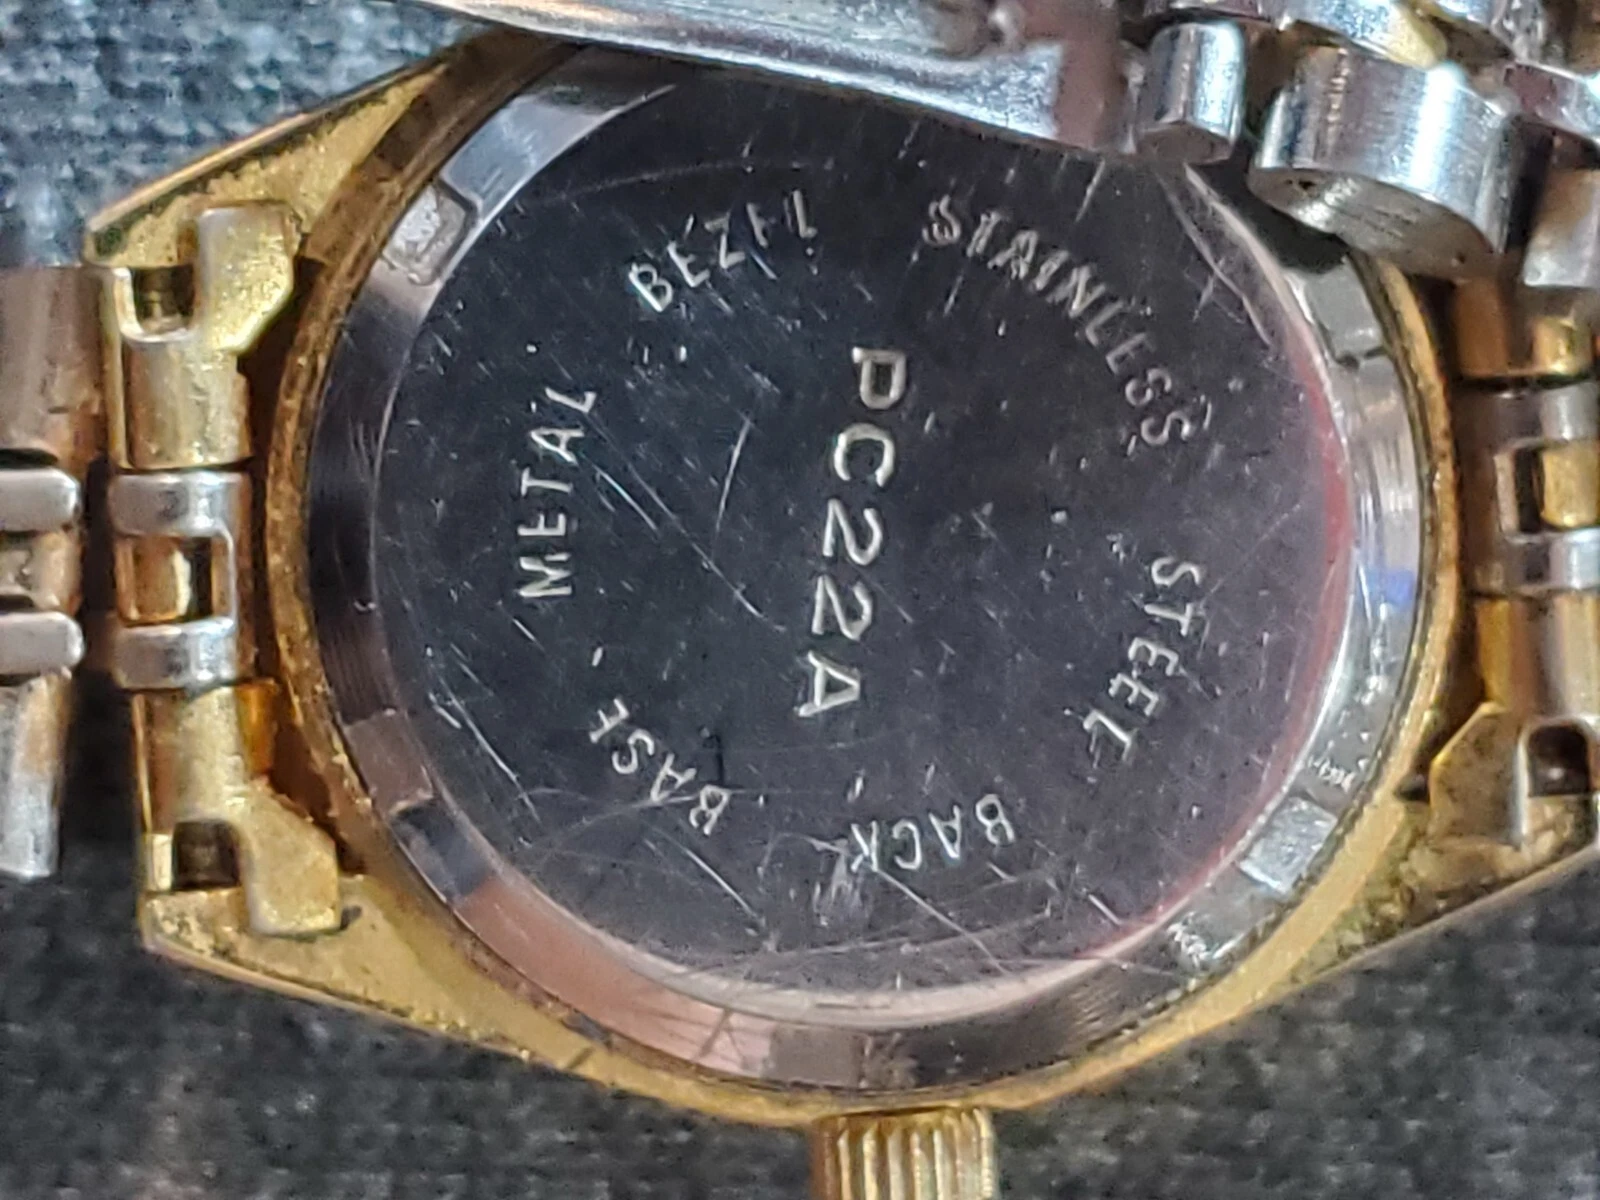 STAINLESS STEEL BACK
PC22A
BASE - METAL BEZEL